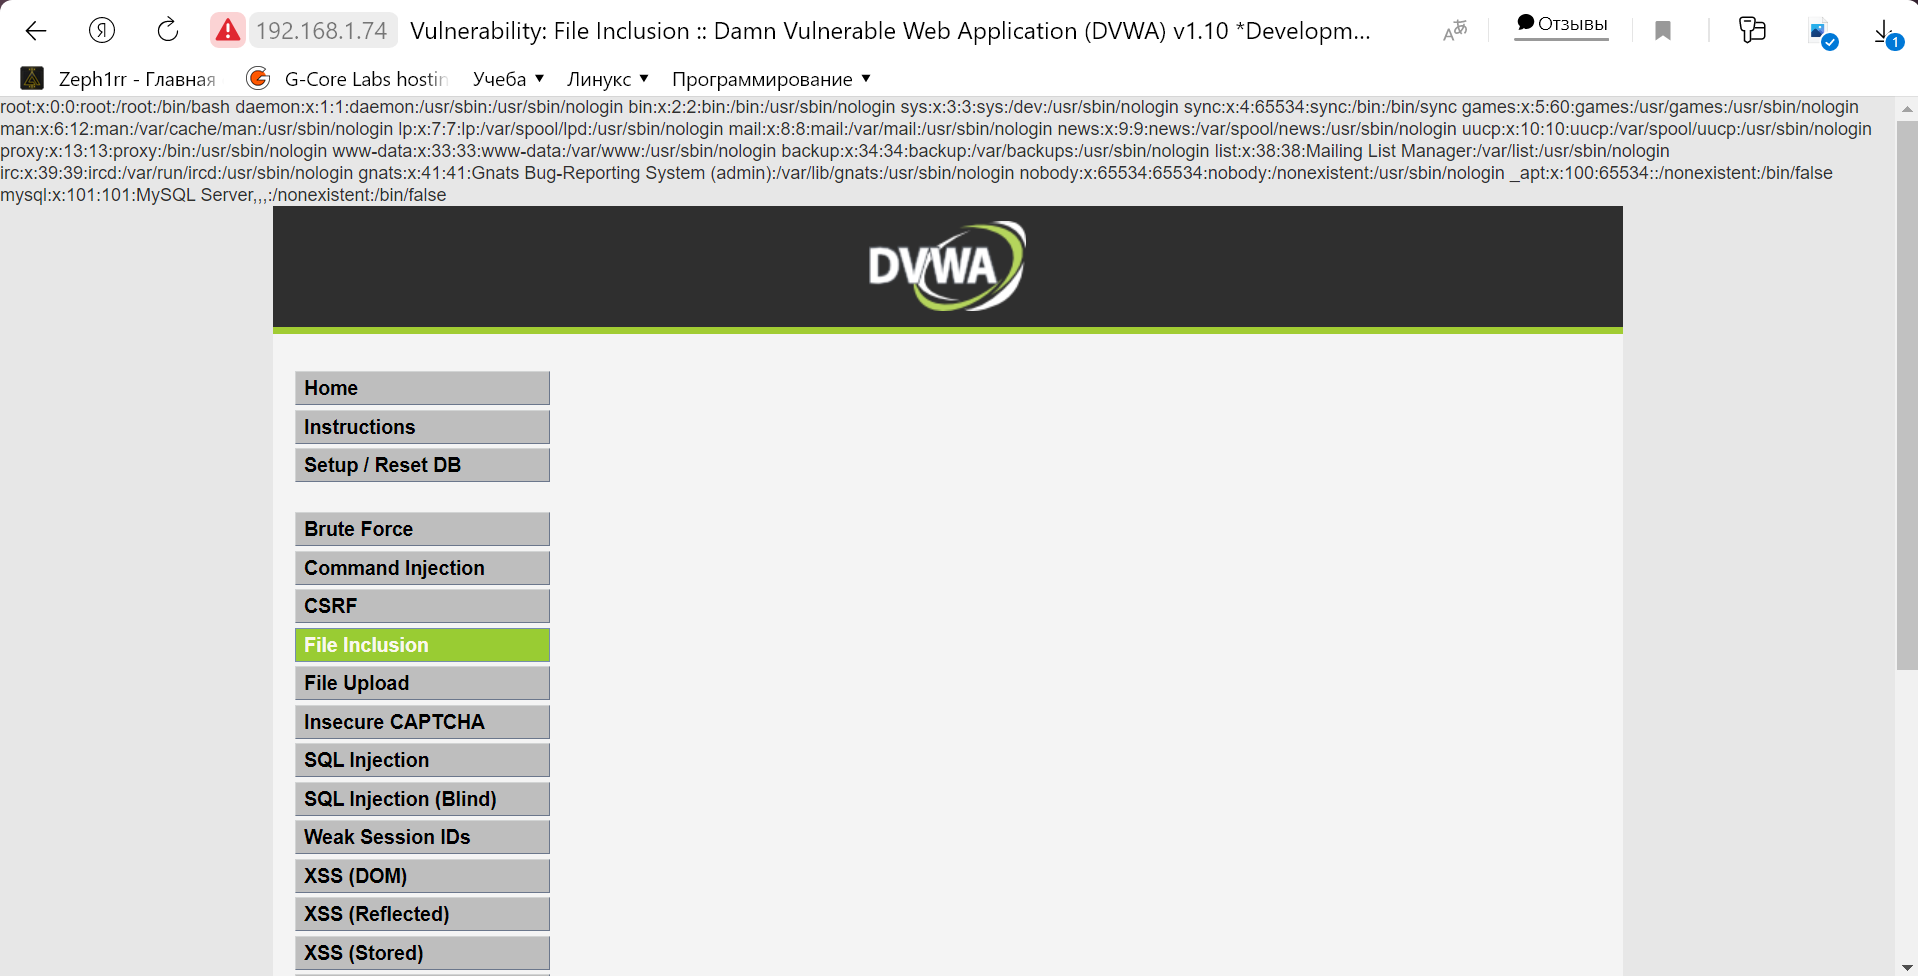 192.168.1.74 Vulnerability: File Inclusion :: Damn Vulnerable Web Application (DVWA) v1.10 *Developm... Отзывы
1
Zeph1rr - Главная G-Core Labs hostin Учеба Линукс Программирование
root:x:0:0:root:/root:/bin/bash daemon:x:1:1:daemon:/usr/sbin:/usr/sbin/nologin bin:x:2:2:bin:/bin:/usr/sbin/nologin sys:x:3:3:sys:/dev:/usr/sbin/nologin sync:x:4:65534:sync:/bin:/bin/sync games:x:5:60:games:/usr/games:/usr/sbin/nologin
man:x:6:12:man:/var/cache/man:/usr/sbin/nologin lp:x:7:7:lp:/var/spool/lpd:/usr/sbin/nologin mail:x:8:8:mail:/var/mail:/usr/sbin/nologin news:x:9:9:news:/var/spool/news:/usr/sbin/nologin uucp:x:10:10:uucp:/var/spool/uucp:/usr/sbin/nologin
proxy:x:13:13:proxy:/bin:/usr/sbin/nologin www-data:x:33:33:www-data:/var/www:/usr/sbin/nologin backup:x:34:34:backup:/var/backups:/usr/sbin/nologin list:x:38:38:Mailing List Manager:/var/list:/usr/sbin/nologin
irc:x:39:39:ircd:/var/run/ircd:/usr/sbin/nologin gnats:x:41:41:Gnats Bug-Reporting System (admin):/var/lib/gnats:/usr/sbin/nologin nobody:x:65534:65534:nobody:/nonexistent:/usr/sbin/nologin _apt:x:100:65534::/nonexistent:/bin/false
mysql:x:101:101:MySQL Server,,,:/nonexistent:/bin/false
DVWA
Home
Instructions
Setup / Reset DB
Brute Force
Command Injection
CSRF
File Inclusion
File Upload
Insecure CAPTCHA
SQL Injection
SQL Injection (Blind)
Weak Session IDs
XSS (DOM)
XSS (Reflected)
XSS (Stored)